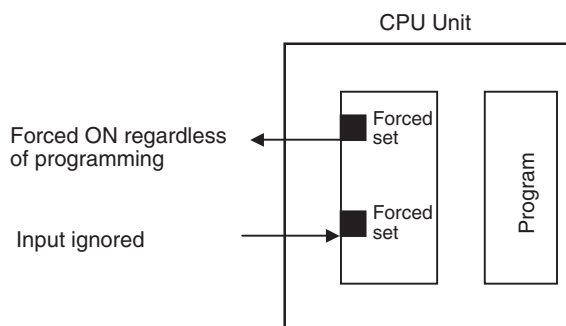 CPU Unit
Forced ON regardless
of programming
Forced
set
Input ignored
Forced
set
Program